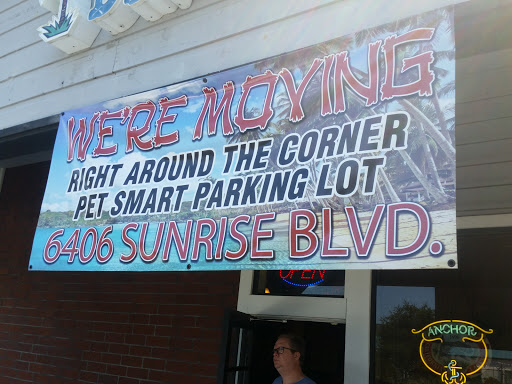 WE'RE MOVING
RIGHT AROUND THE CORNER
PET SMART PARKING LOT
6406 SUNRISE BLVD.
OPEN
ANCHOR